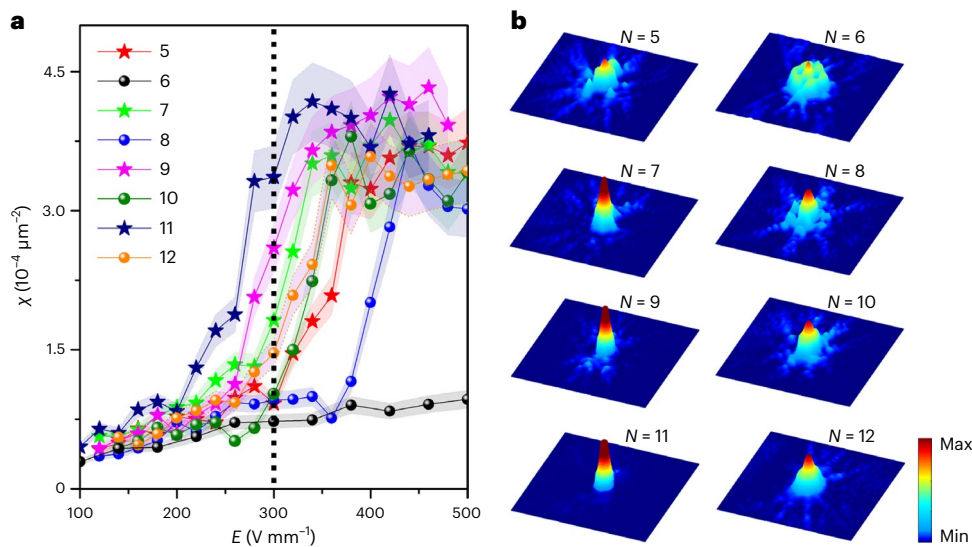 a
χ (10⁻⁴ μm⁻²)
4.5
3.0
1.5
0
5
6
7
8
9
10
11
12
100
200
300
400
500
E (V mm⁻¹)
b
N = 5
N = 6
N = 7
N = 8
N = 9
N = 10
N = 11
N = 12
Max
Min